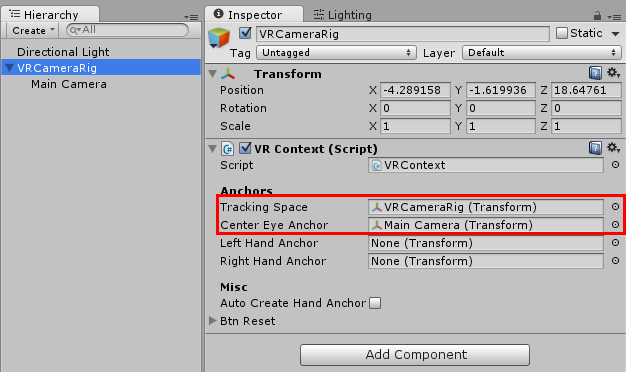 Hierarchy
Create All
Directional Light
VRCameraRig
Main Camera
Inspector Lighting
VRCameraRig Static
Tag Untagged Layer Default
Transform
Position X -4.289158 Y -1.619936 Z 18.64761
Rotation X 0 Y 0 Z 0
Scale X 1 Y 1 Z 1
VR Context (Script)
Script VRContext
Anchors
Tracking Space VRCameraRig (Transform)
Center Eye Anchor Main Camera (Transform)
Left Hand Anchor None (Transform)
Right Hand Anchor None (Transform)
Misc
Auto Create Hand Anchor
Btn Reset
Add Component